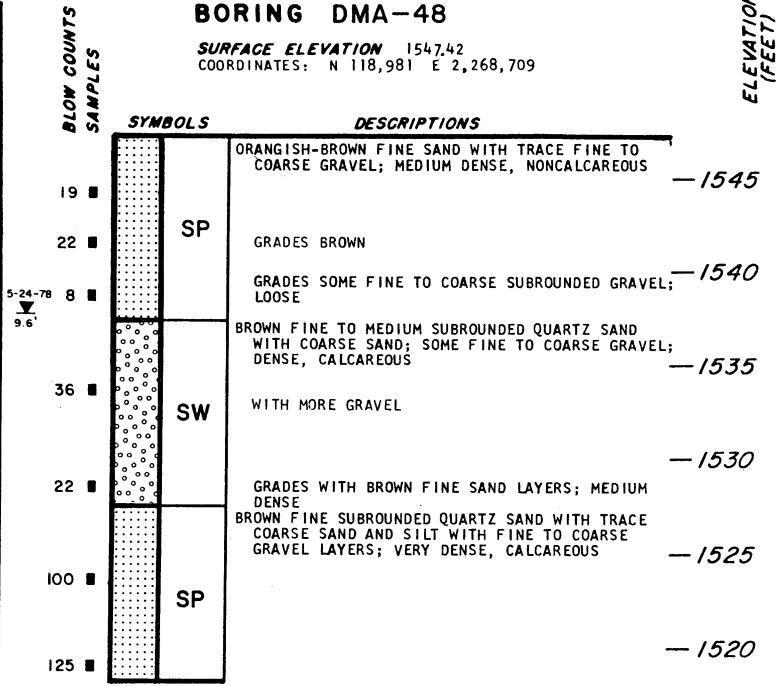 BORING DMA-48
SURFACE ELEVATION 1547.42
COORDINATES: N 118,981 E 2,268,709
BLOW COUNTS
SAMPLES
ELEVATION
(FEET)
SYMBOLS DESCRIPTIONS
ORANGISH-BROWN FINE SAND WITH TRACE FINE TO
COARSE GRAVEL; MEDIUM DENSE, NONCALCAREOUS
— 1545
19
SP
22
GRADES BROWN
— 1540
GRADES SOME FINE TO COARSE SUBROUNDED GRAVEL;
LOOSE
5-24-78 8
9.6'
BROWN FINE TO MEDIUM SUBROUNDED QUARTZ SAND
WITH COARSE SAND; SOME FINE TO COARSE GRAVEL;
DENSE, CALCAREOUS
— 1535
36
SW
WITH MORE GRAVEL
— 1530
22
GRADES WITH BROWN FINE SAND LAYERS; MEDIUM
DENSE
BROWN FINE SUBROUNDED QUARTZ SAND WITH TRACE
COARSE SAND AND SILT WITH FINE TO COARSE
GRAVEL LAYERS; VERY DENSE, CALCAREOUS
— 1525
100
SP
— 1520
125